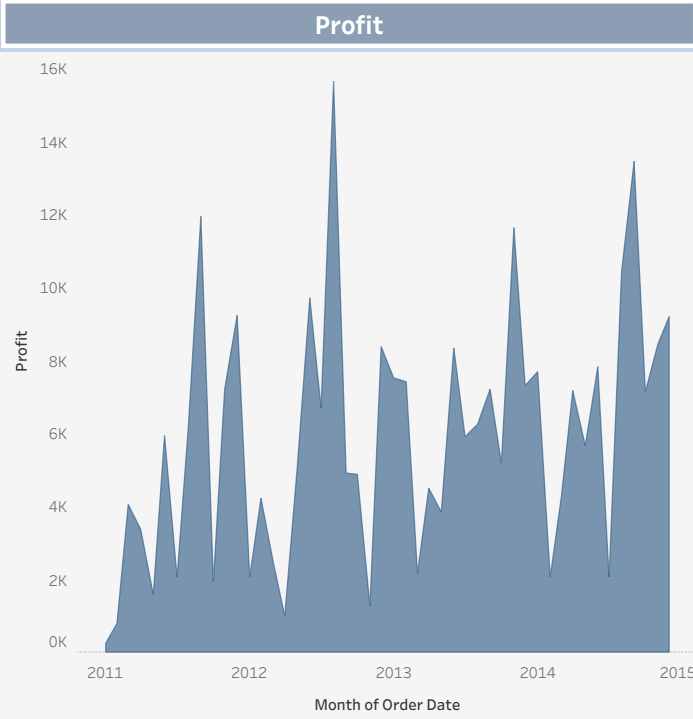 Profit
16K
14K
12K
10K
8K
6K
4K
2K
0K
Profit
2011 2012 2013 2014 2015
Month of Order Date